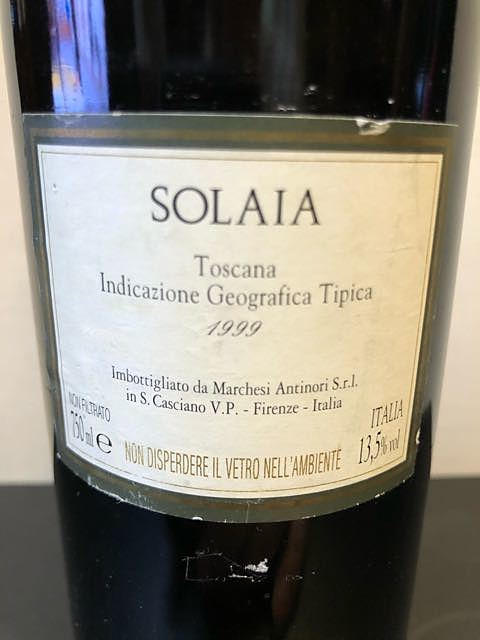 SOLAIA
Toscana
Indicazione Geografica Tipica
1999
Imbottigliato da Marchesi Antinori S.r.l.
in S. Casciano V.P. - Firenze - Italia
NON FILTRATO
750 ml e
NON DISPERDERE IL VETRO NELL'AMBIENTE
ITALIA
13,5% vol